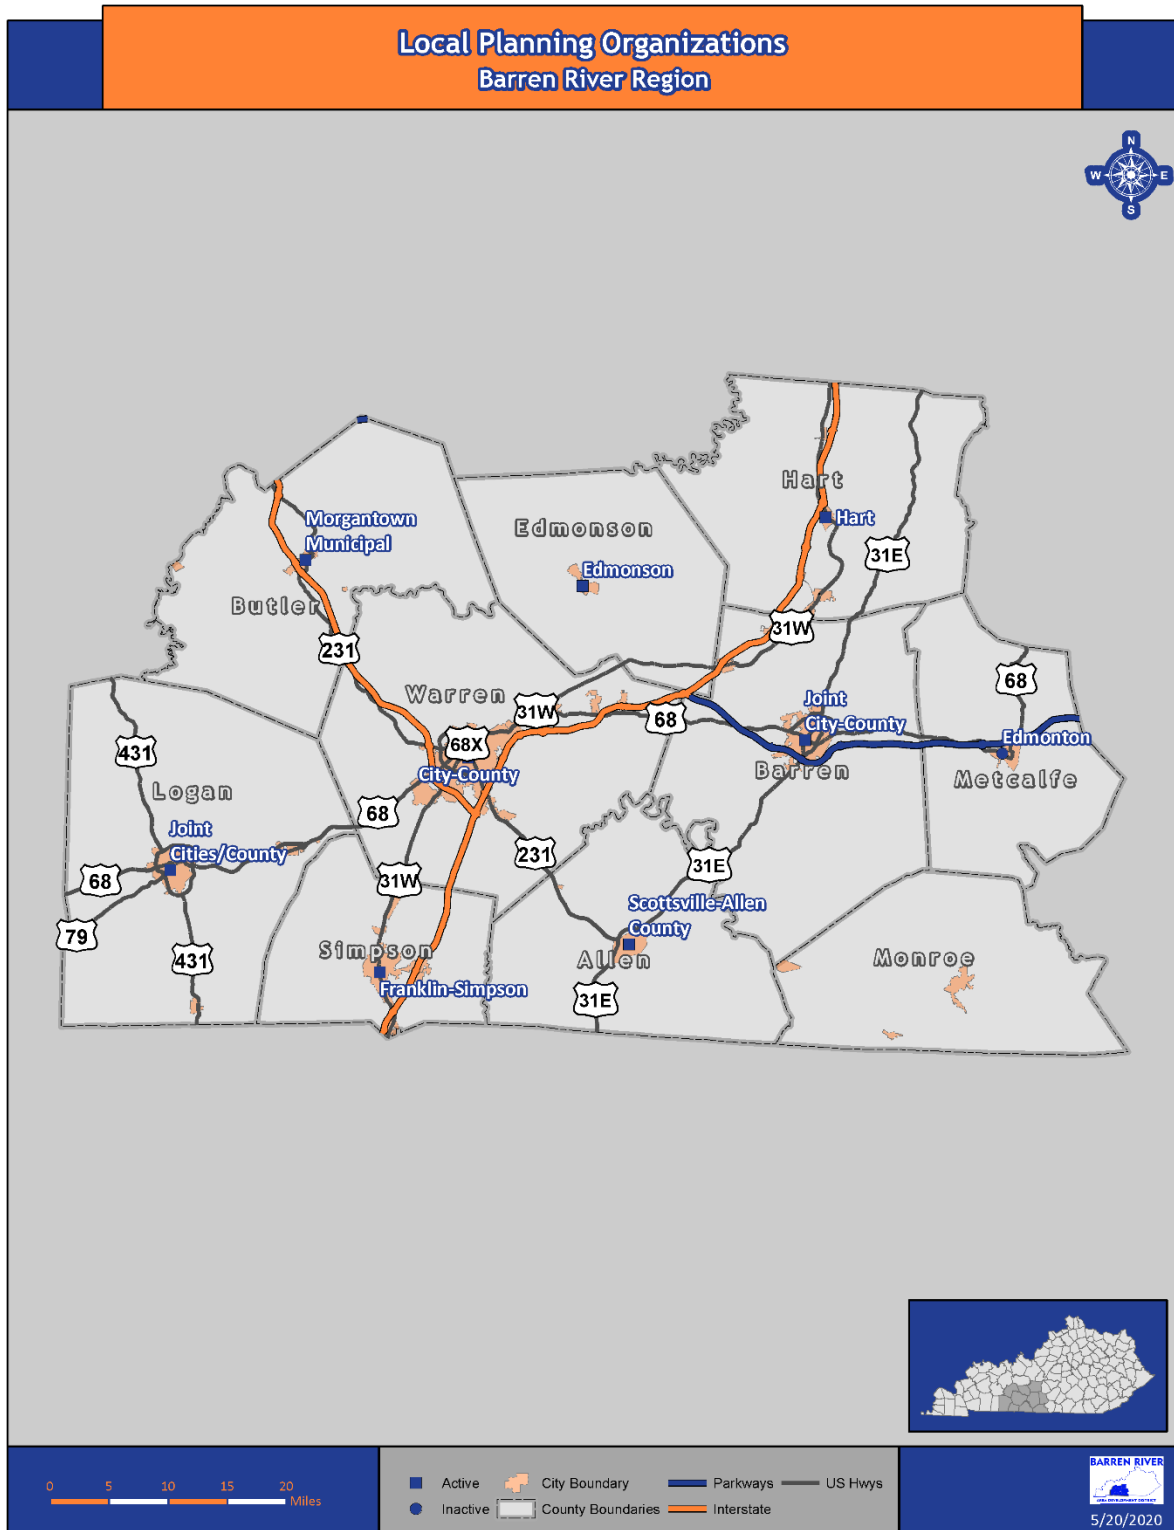 Local Planning Organizations
Barren River Region
N
W E
S
Hart
Morgantown
Municipal
Hart
Edmonson
31E
Edmonson
Butler
31W
231
68
Warren
31W
68
Joint
City-County
431
68X
Edmonton
City-County
Barren
Metcalfe
Logan
68
Joint
Cities/County
231
31E
68
31W
Scottsville-Allen
County
79
431
Simpson
Allen
Monroe
Franklin-Simpson
31E
0 5 10 15 20
Miles
Active
City Boundary
Parkways
US Hwys
Inactive
County Boundaries
Interstate
BARREN RIVER
AREA DEVELOPMENT DISTRICT
5/20/2020